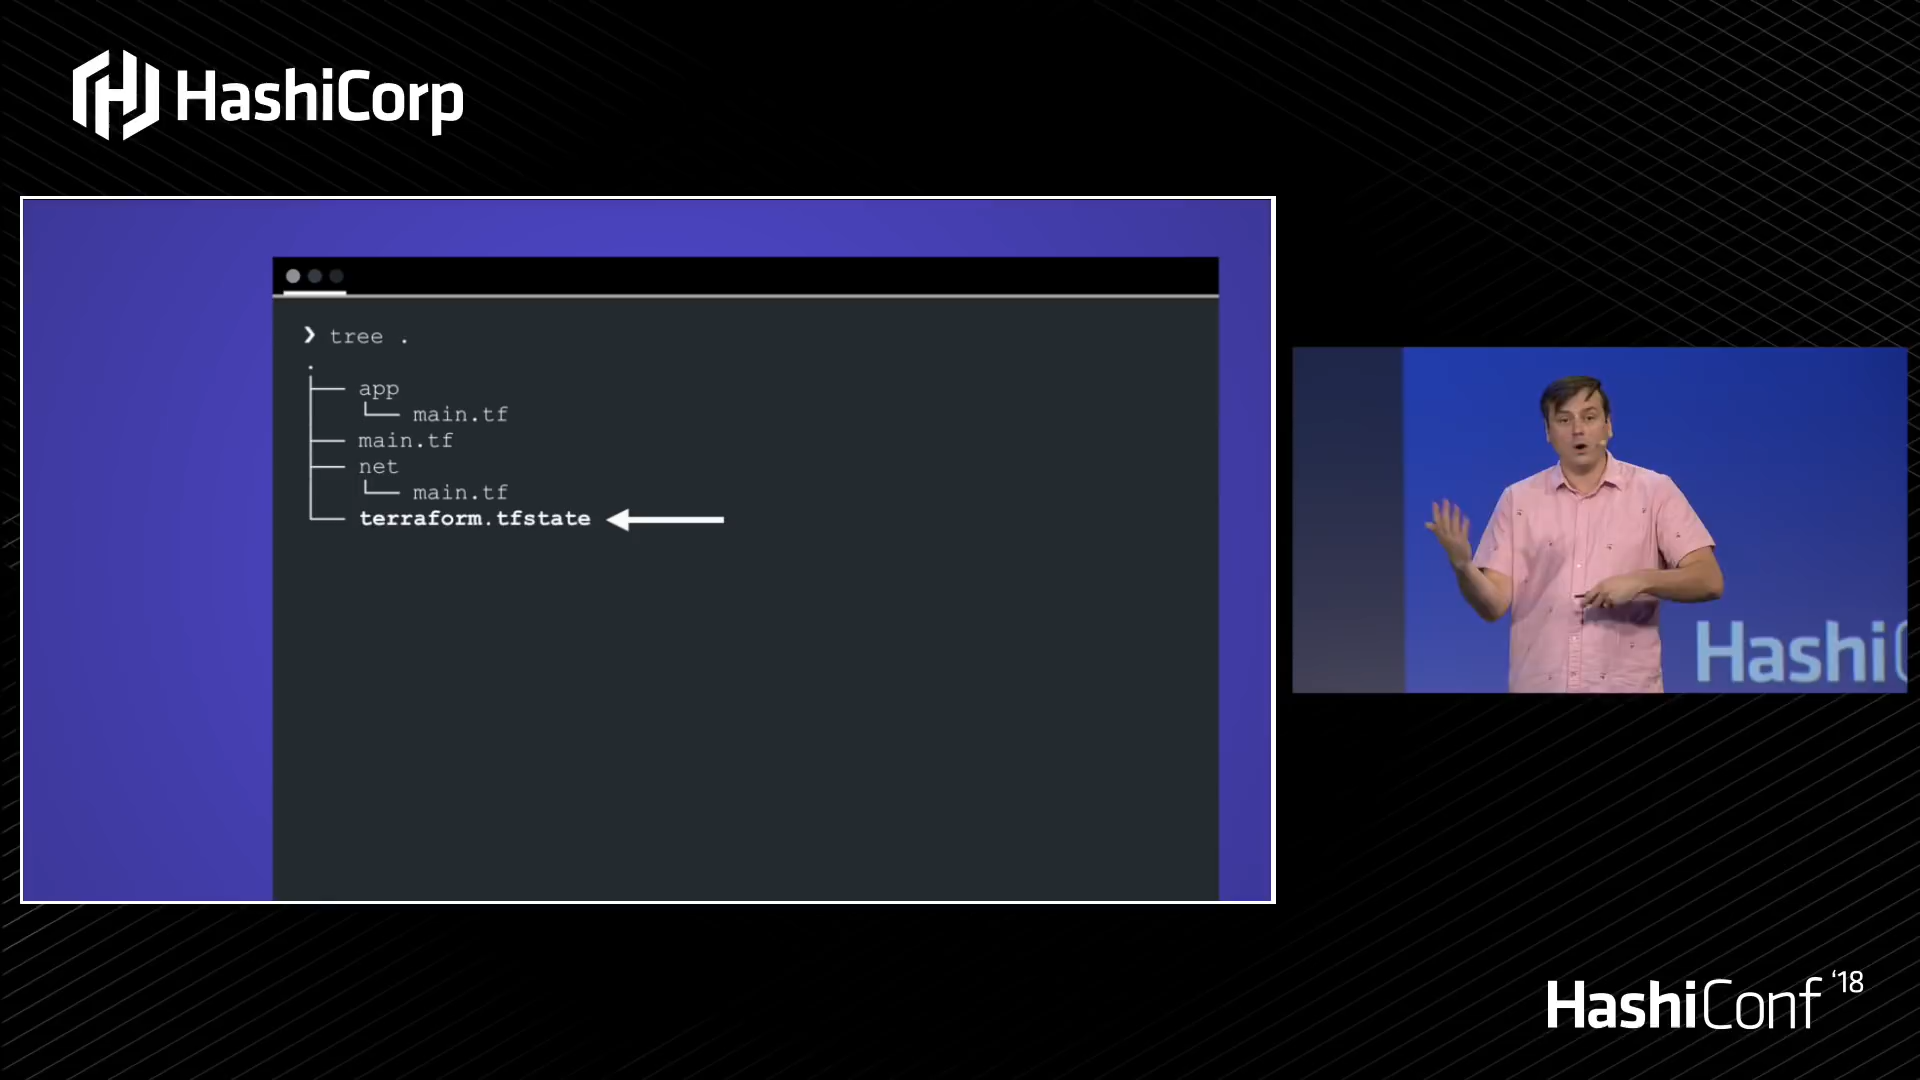 HashiCorp
❯ tree .
.
├── app
│   └── main.tf
├── main.tf
├── net
│   └── main.tf
└── terraform.tfstate
Hashi
HashiConf '18